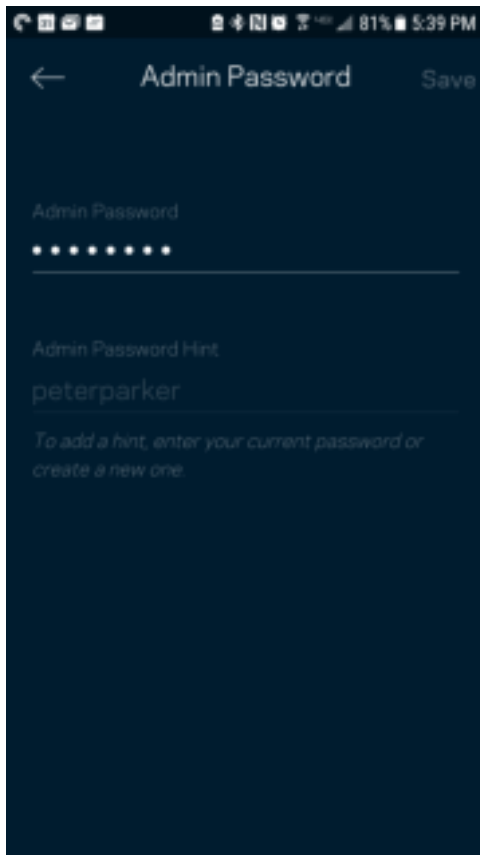 81% 5:39 PM
Admin Password Save
Admin Password
••••••••
Admin Password Hint
peterparker
To add a hint, enter your current password or
create a new one.